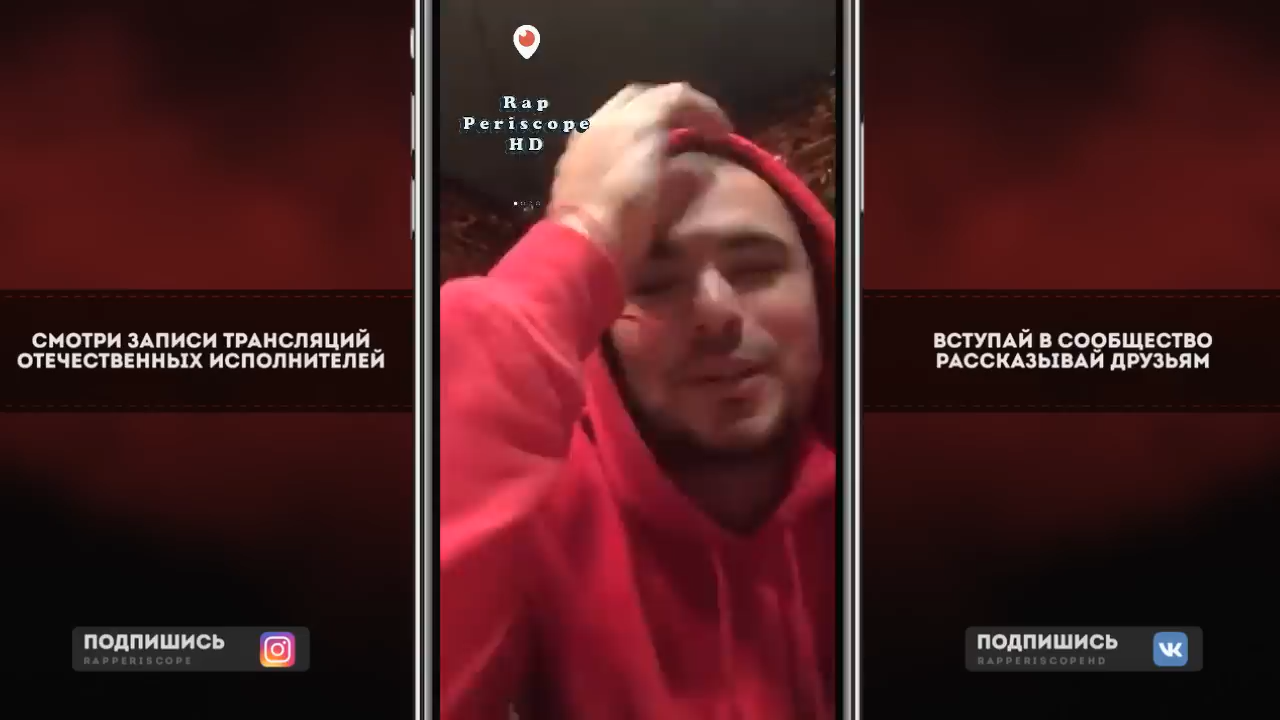 Rap
Periscope
HD
СМОТРИ ЗАПИСИ ТРАНСЛЯЦИЙ
ОТЕЧЕСТВЕННЫХ ИСПОЛНИТЕЛЕЙ
ВСТУПАЙ В СООБЩЕСТВО
РАССКАЗЫВАЙ ДРУЗЬЯМ
ПОДПИШИСЬ
RAPPERISCOPE
ПОДПИШИСЬ
RAPPERISCOPEHD